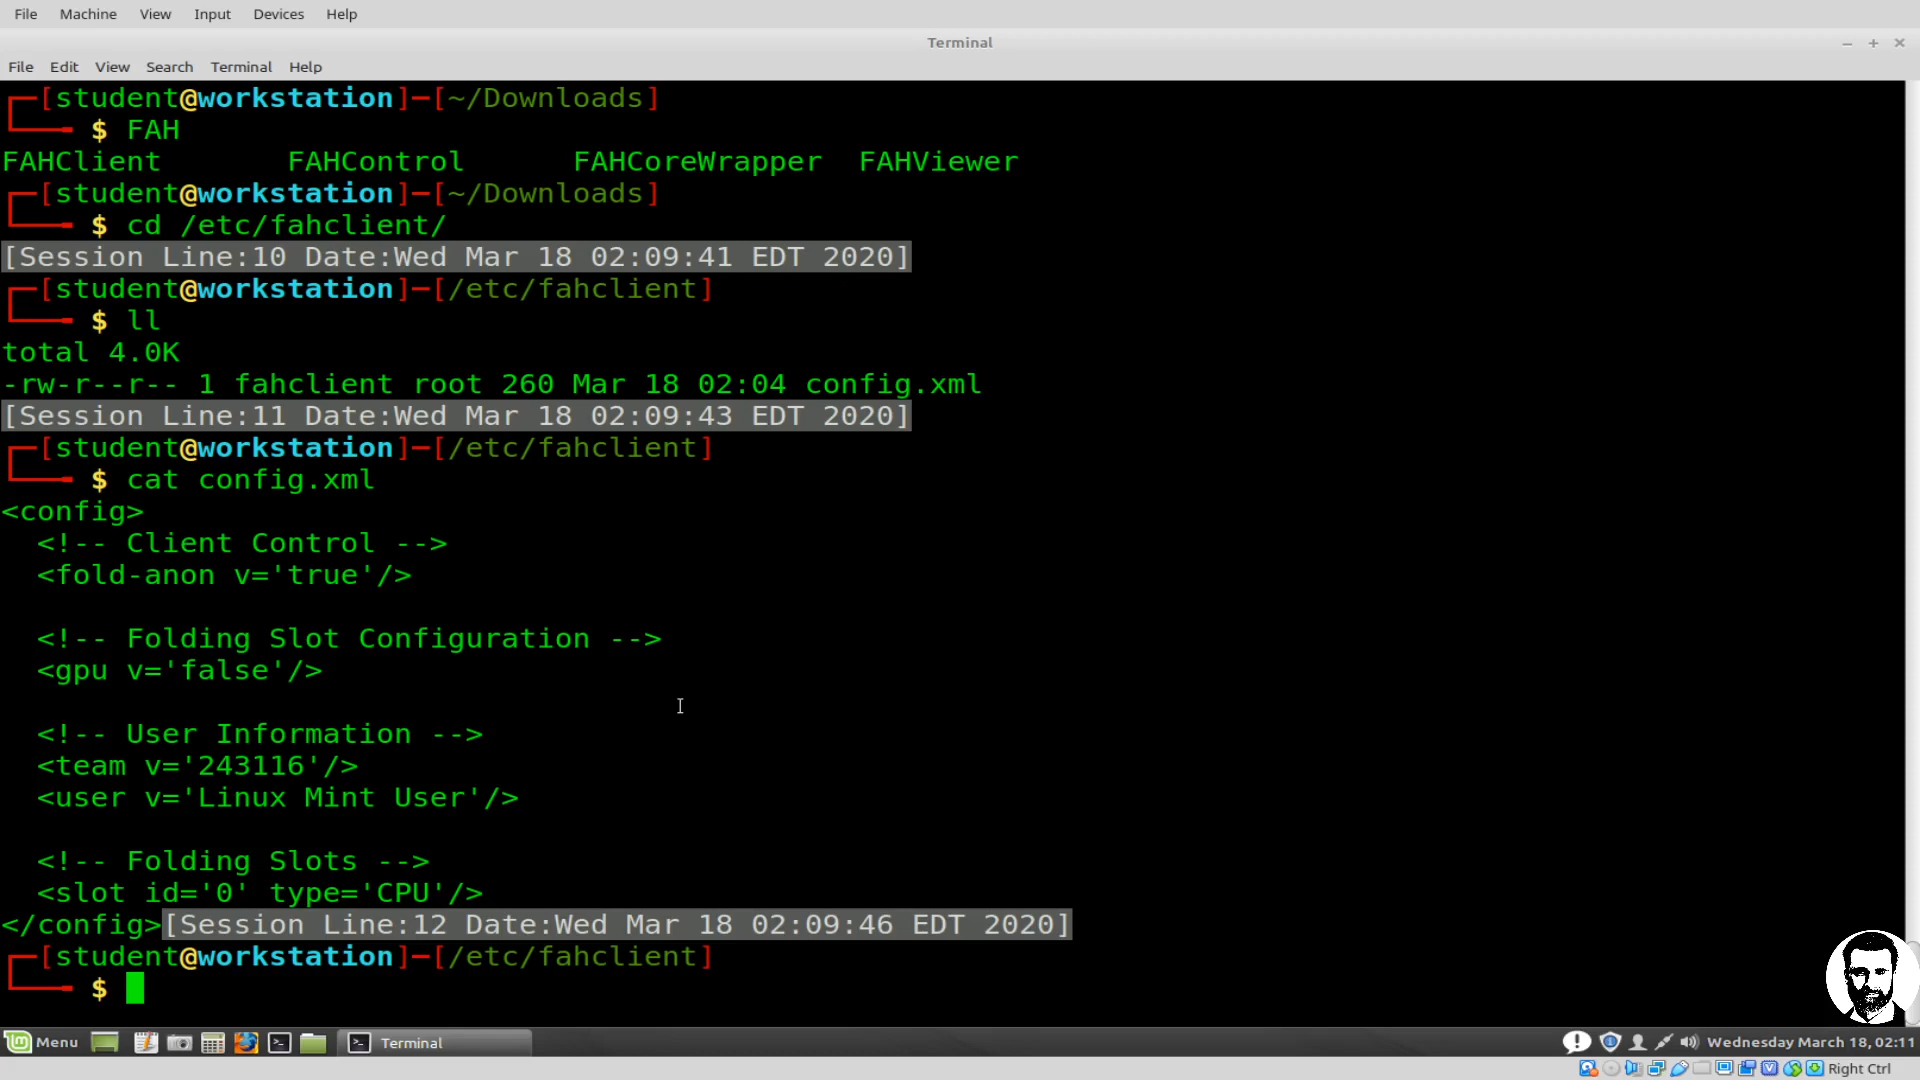 File Machine View Input Devices Help
Terminal
File Edit View Search Terminal Help
[student@workstation]-[~/Downloads]
$ FAH
FAHClient FAHControl FAHCoreWrapper FAHViewer
[student@workstation]-[~/Downloads]
$ cd /etc/fahclient/
[Session Line:10 Date:Wed Mar 18 02:09:41 EDT 2020]
[student@workstation]-[/etc/fahclient]
$ ll
total 4.0K
-rw-r--r-- 1 fahclient root 260 Mar 18 02:04 config.xml
[Session Line:11 Date:Wed Mar 18 02:09:43 EDT 2020]
[student@workstation]-[/etc/fahclient]
$ cat config.xml
<config>
  <!-- Client Control -->
  <fold-anon v='true'/>

  <!-- Folding Slot Configuration -->
  <gpu v='false'/>

  <!-- User Information -->
  <team v='243116'/>
  <user v='Linux Mint User'/>

  <!-- Folding Slots -->
  <slot id='0' type='CPU'/>
</config>[Session Line:12 Date:Wed Mar 18 02:09:46 EDT 2020]
[student@workstation]-[/etc/fahclient]
$
Menu Terminal Wednesday March 18, 02:11
Right Ctrl